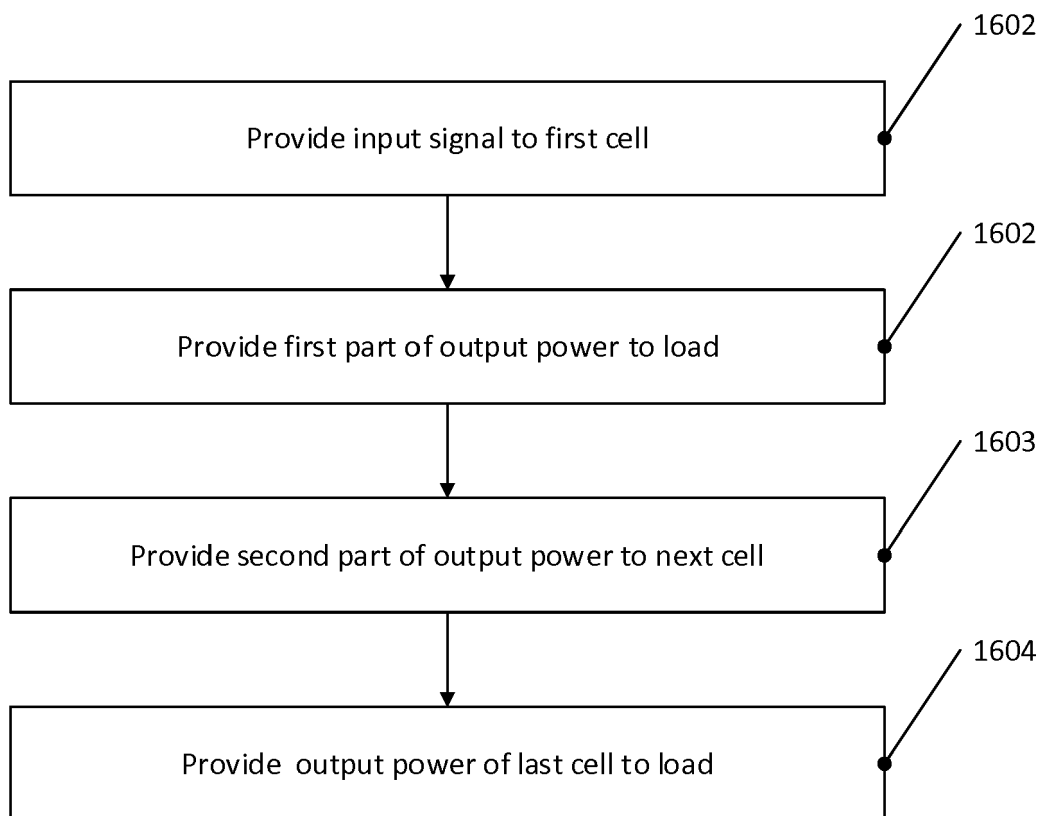 1602
Provide input signal to first cell
1602
Provide first part of output power to load
1603
Provide second part of output power to next cell
1604
Provide output power of last cell to load